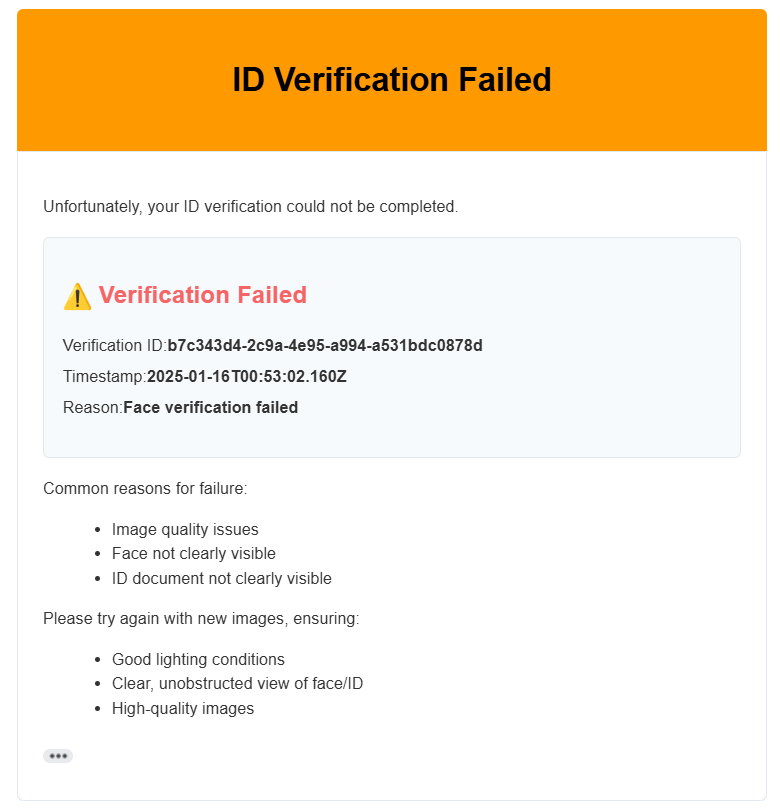 ID Verification Failed
Unfortunately, your ID verification could not be completed.
Verification Failed
Verification ID:b7c343d4-2c9a-4e95-a994-a531bdc0878d
Timestamp:2025-01-16T00:53:02.160Z
Reason:Face verification failed
Common reasons for failure:
Image quality issues
Face not clearly visible
ID document not clearly visible
Please try again with new images, ensuring:
Good lighting conditions
Clear, unobstructed view of face/ID
High-quality images